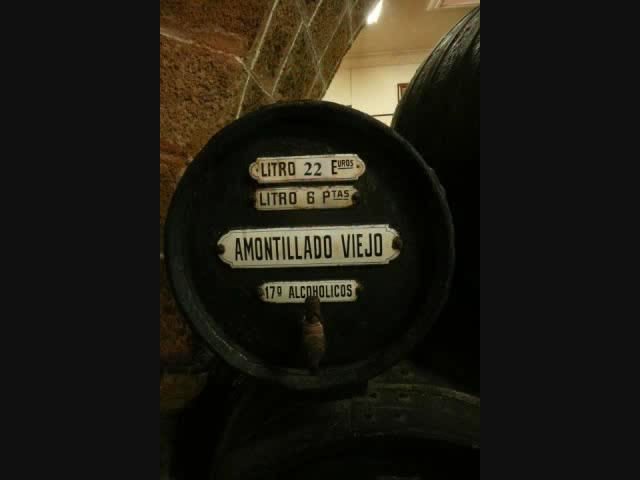 LITRO 22 EUROS
LITRO 6 PTAS
AMONTILLADO VIEJO
17º ALCOHOLICOS